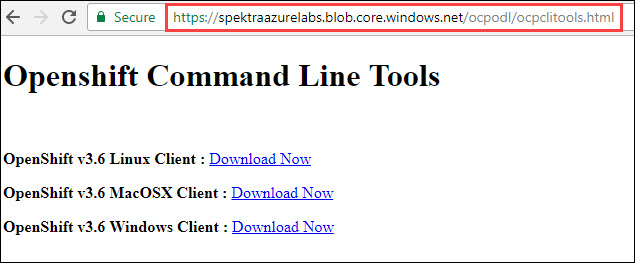 Secure https://spektraazurelabs.blob.core.windows.net/ocpodl/ocpclitools.html
Openshift Command Line Tools
OpenShift v3.6 Linux Client : Download Now
OpenShift v3.6 MacOSX Client : Download Now
OpenShift v3.6 Windows Client : Download Now